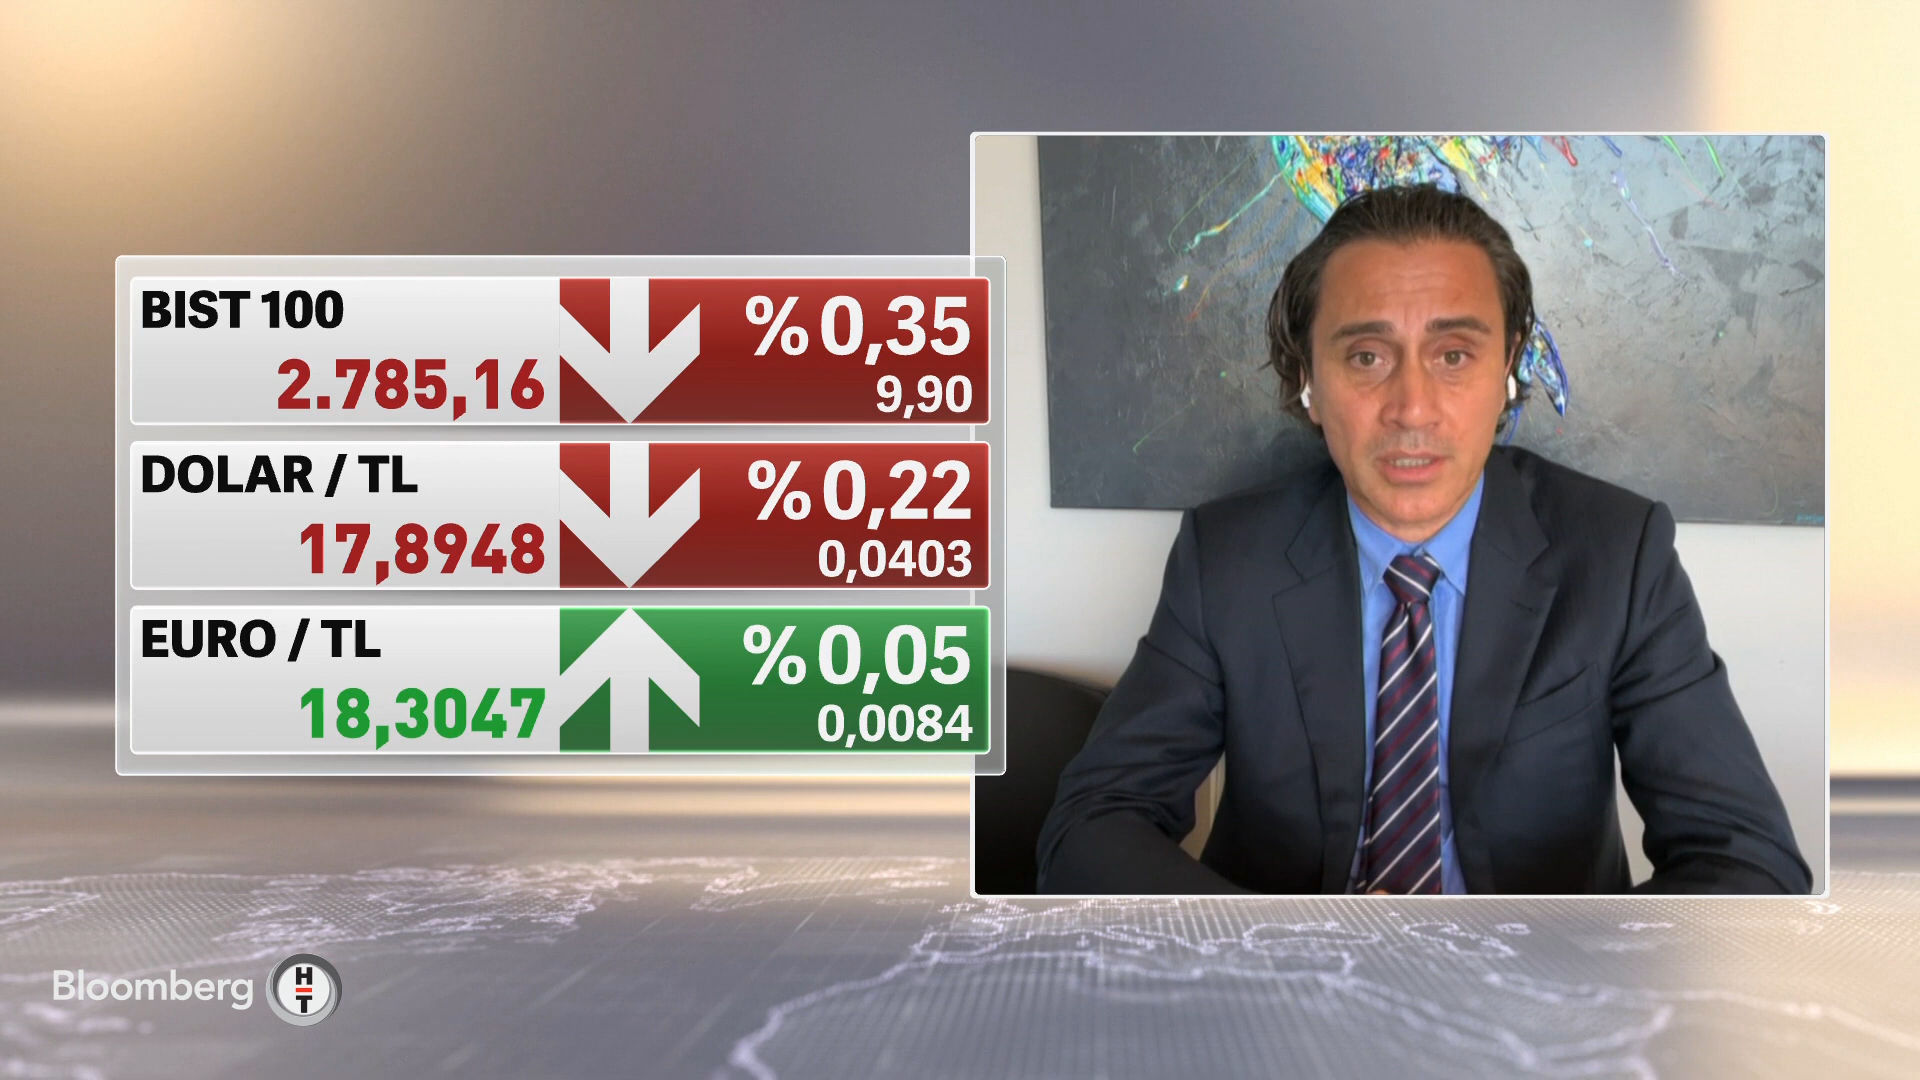 BIST 100
2.785,16
%0,35
9,90
DOLAR / TL
17,8948
%0,22
0,0403
EURO / TL
18,3047
%0,05
0,0084
Bloomberg HT